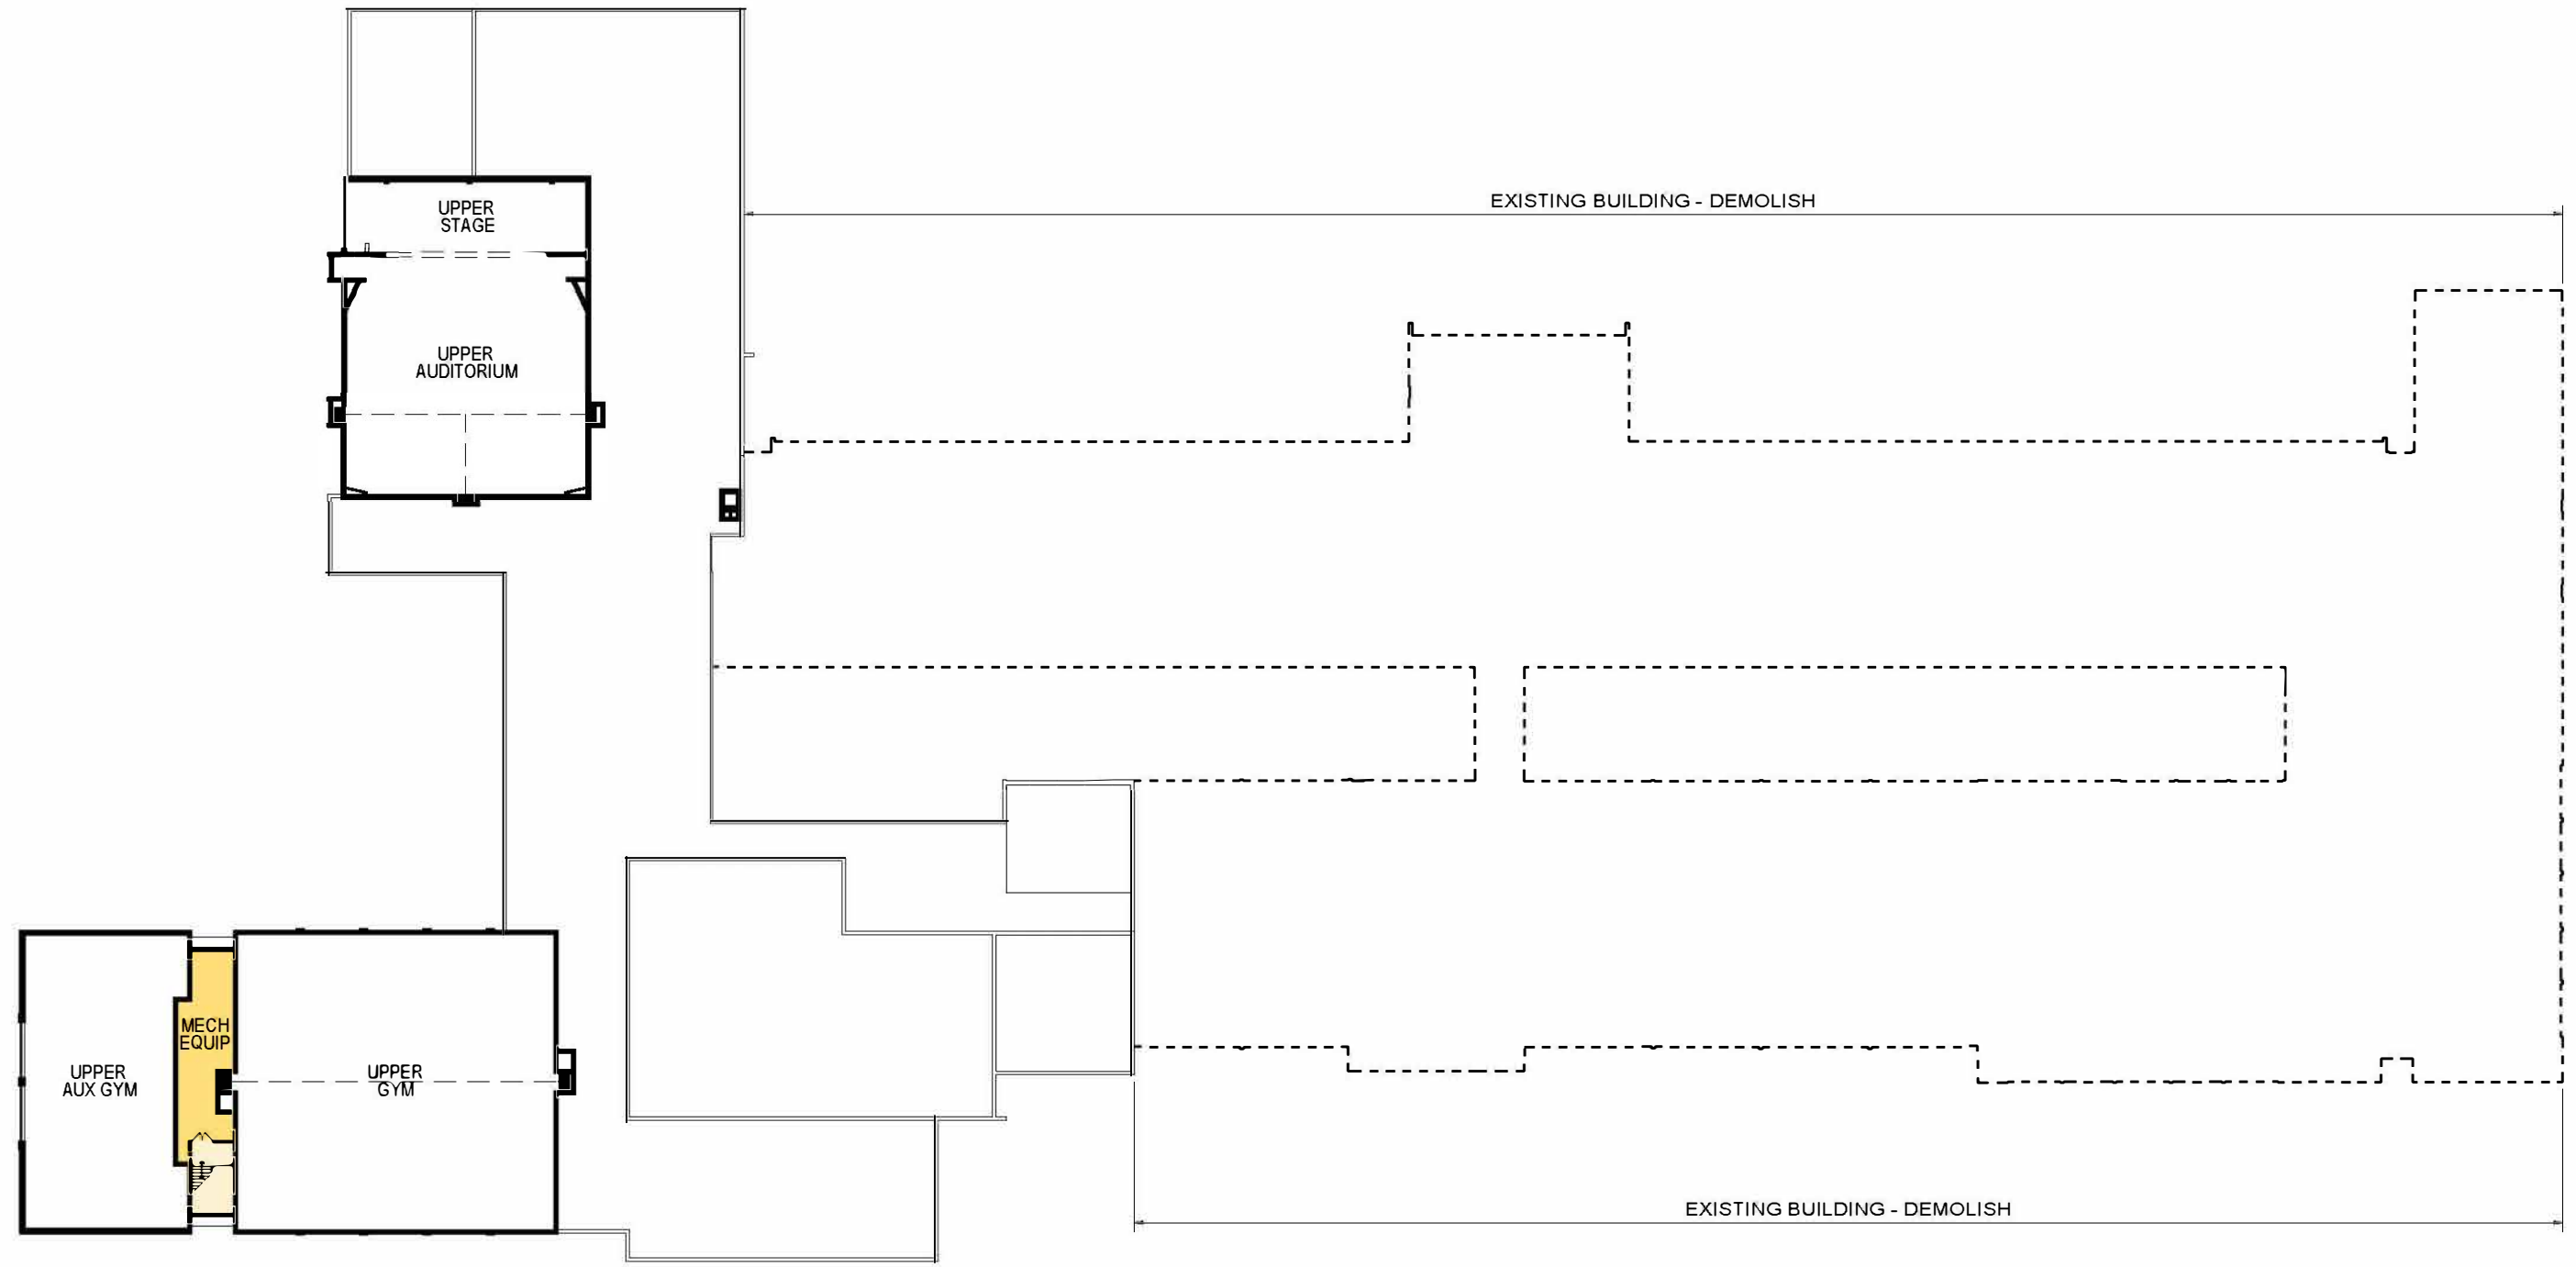 EXISTING BUILDING - DEMOLISH
UPPER
STAGE
UPPER
AUDITORIUM
MECH
EQUIP
UPPER
AUX GYM
UPPER
GYM
EXISTING BUILDING - DEMOLISH